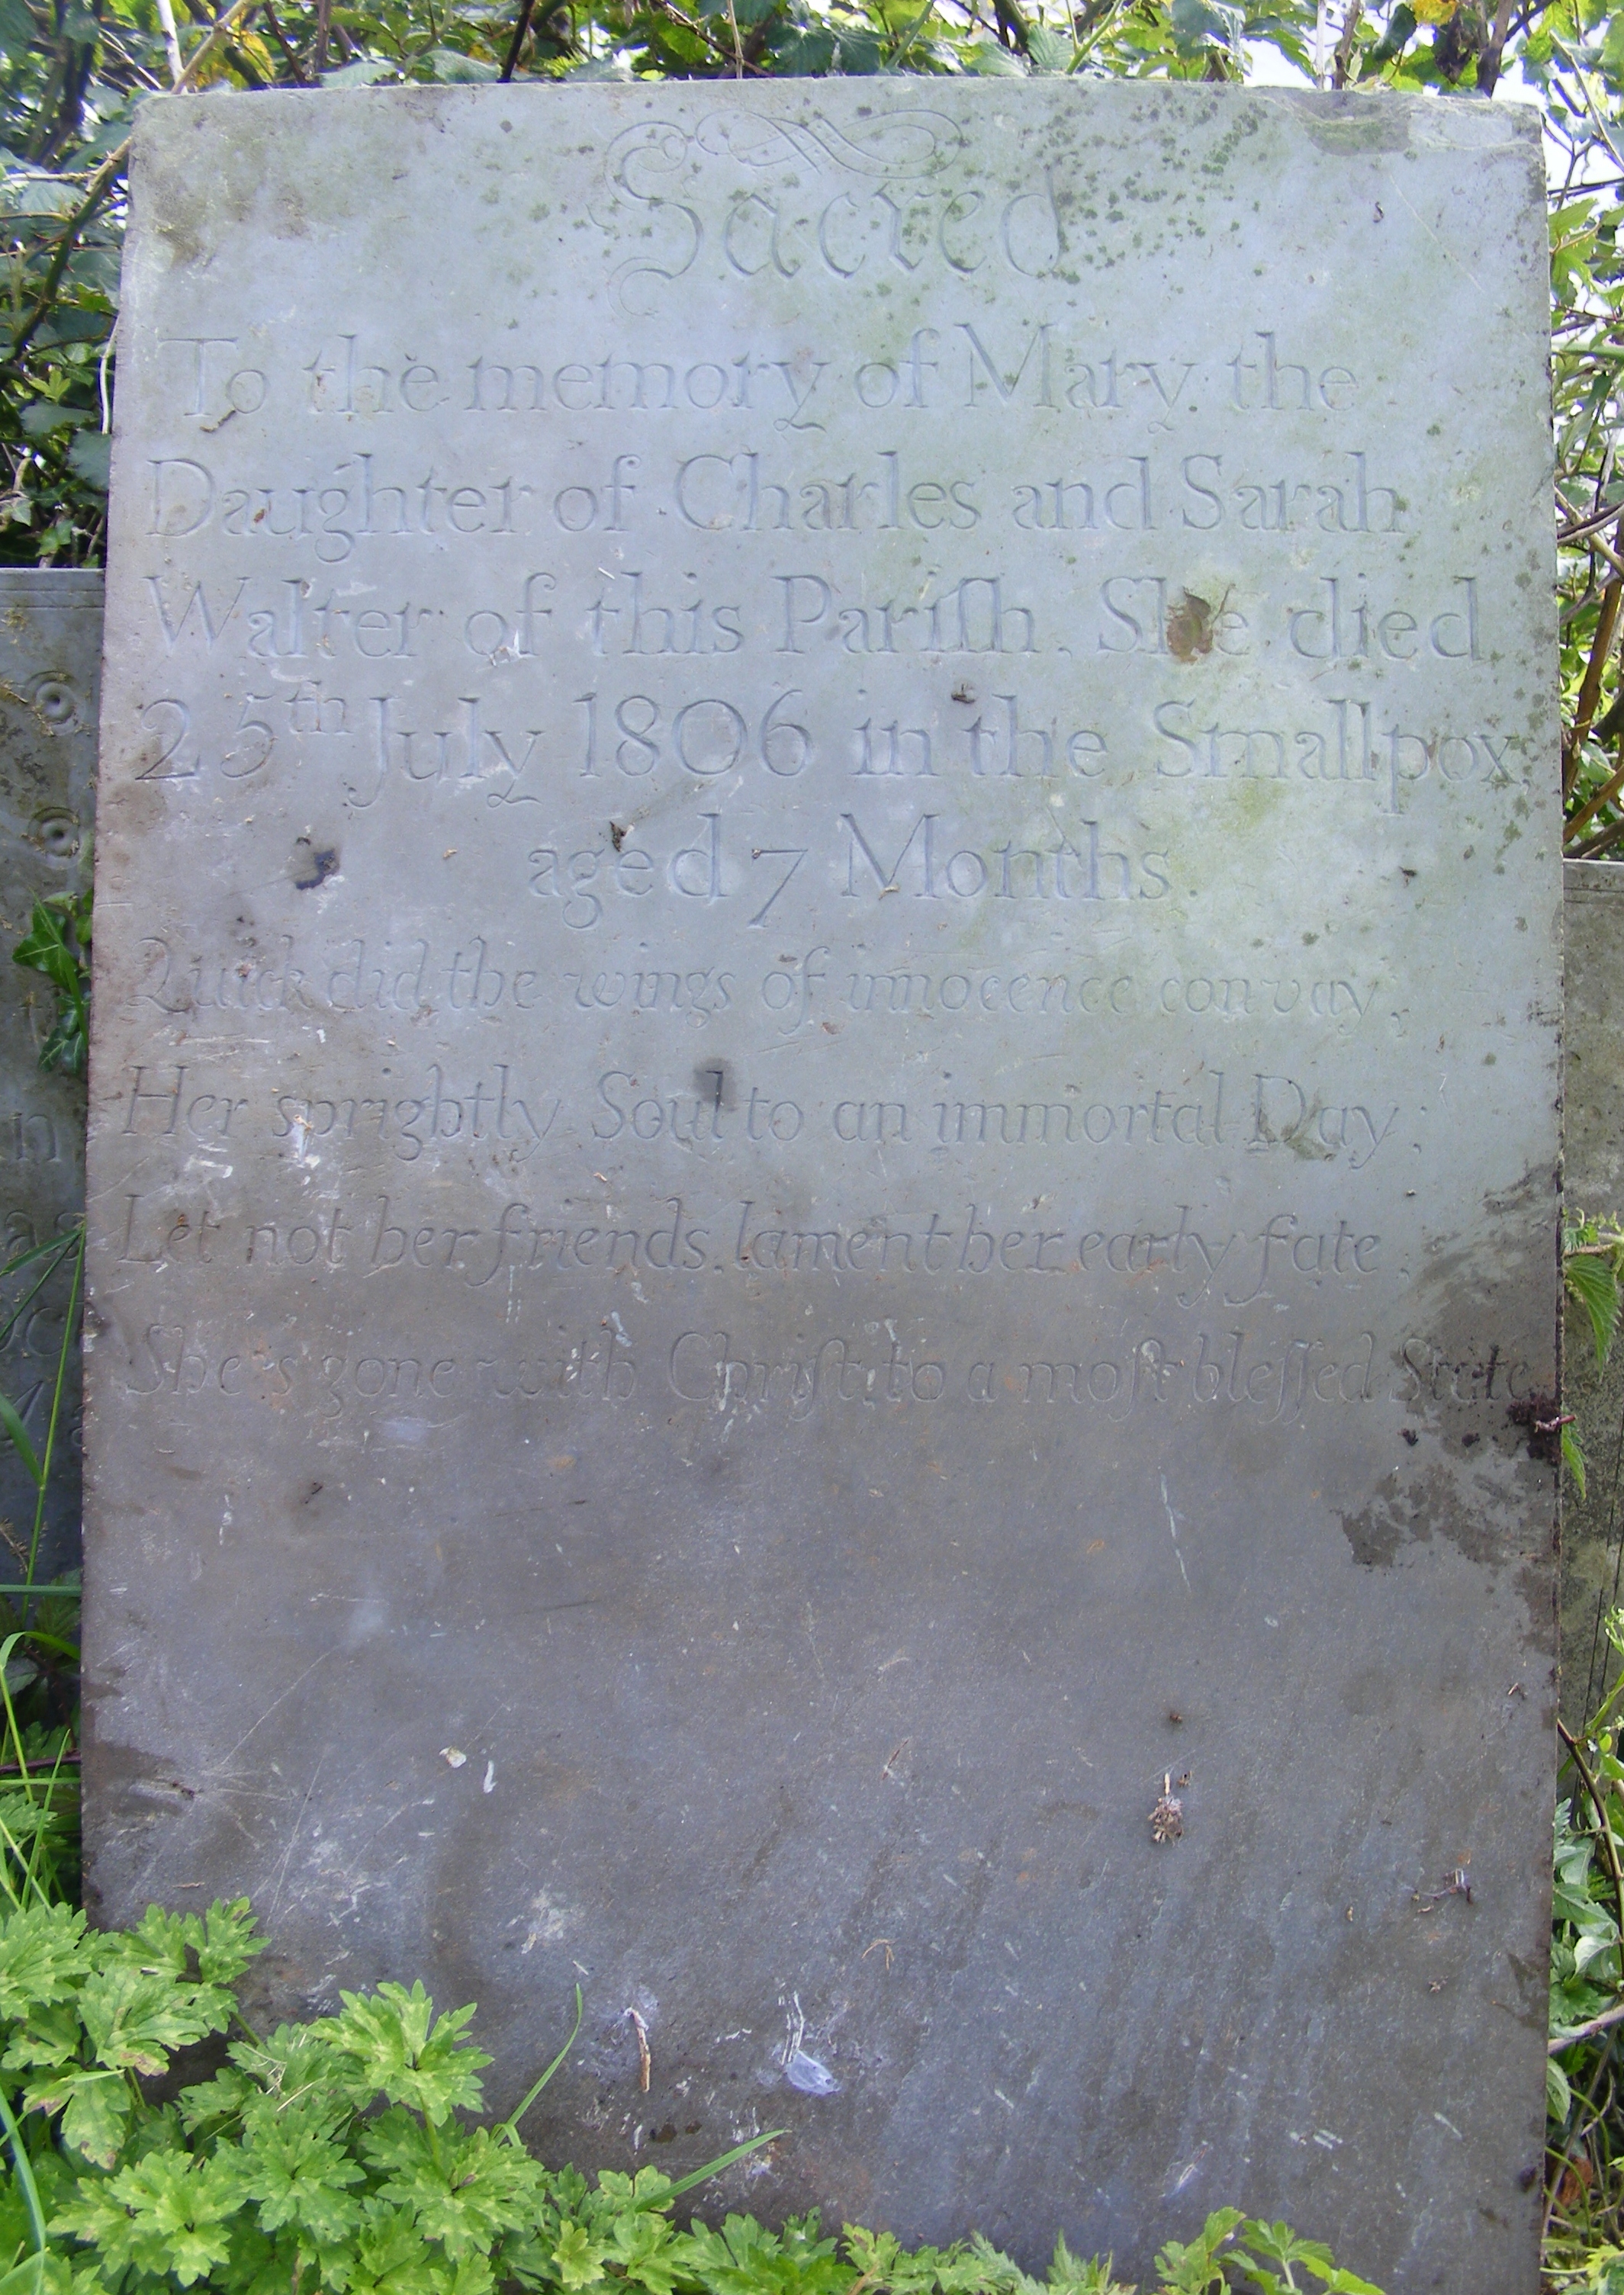 Sacred
To the memory of Mary the
Daughter of Charles and Sarah
Walter of this Pariſh. She died
25th July 1806 in the Smallpox
aged 7 Months.
Quick did the wings of innocence convay,
Her sprightly Soul to an immortal Day;
Let not her friends lament her early fate;
She's gone with Chriſt to a moſt bleſſed State